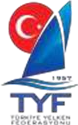 1957
TYF
TÜRKİYE YELKEN
FEDERASYONU